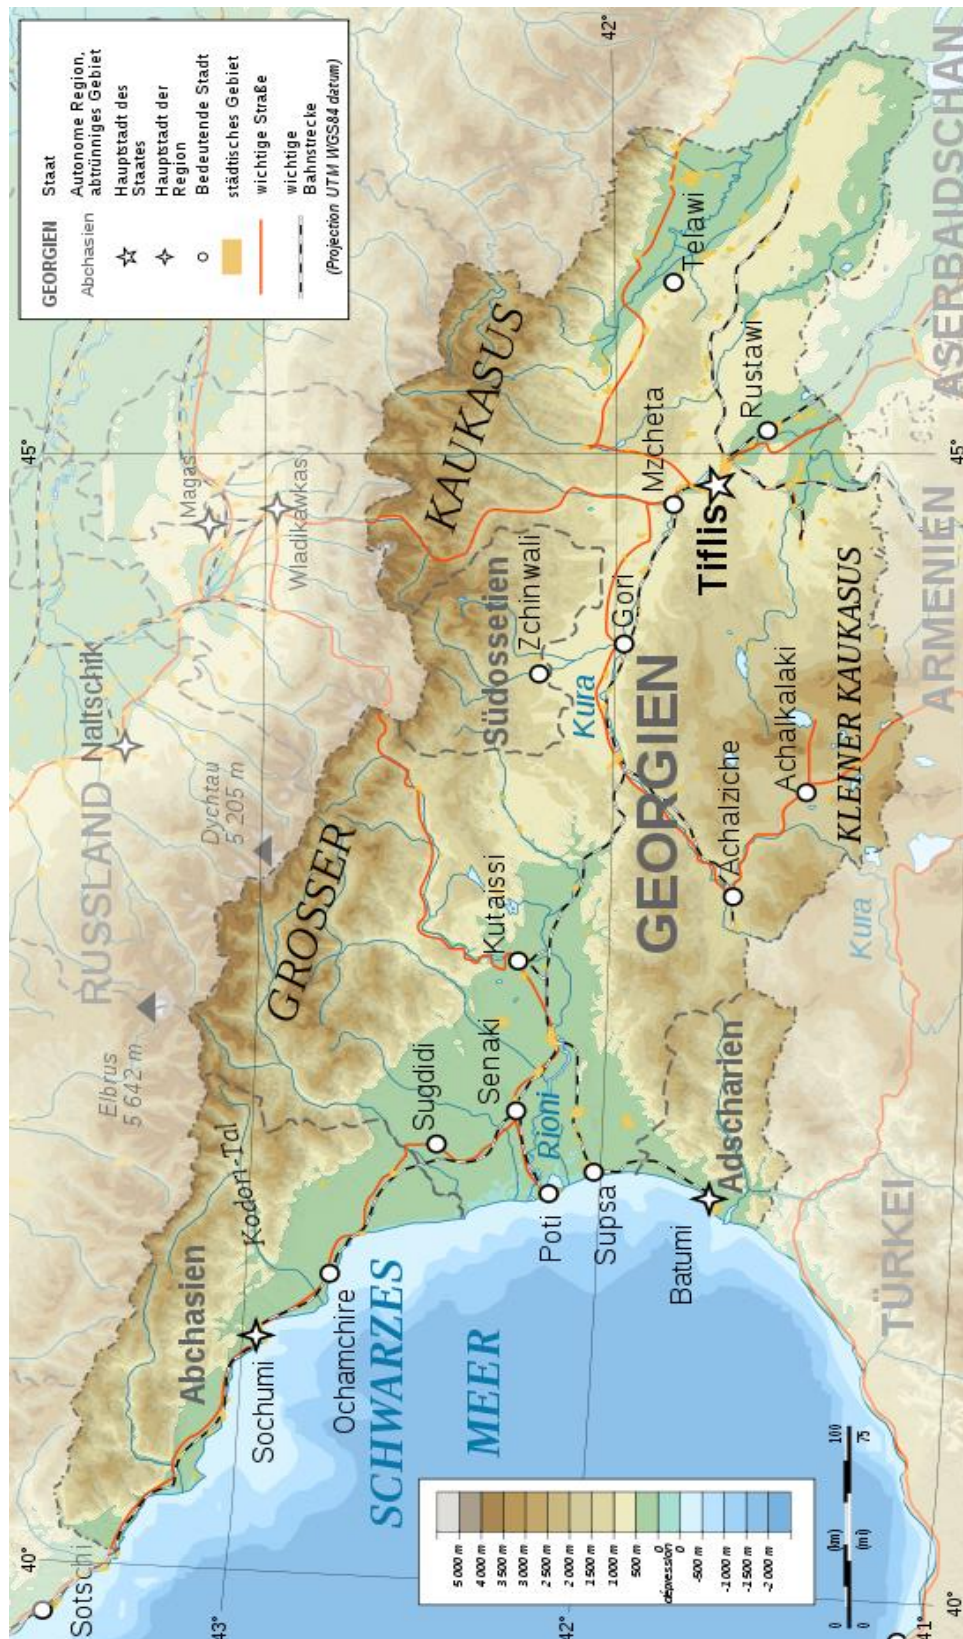 GEORGIEN Staat
Abchasien Autonome Region,
abtrünniges Gebiet
Hauptstadt des
Staates
Hauptstadt der
Region
Bedeutende Stadt
städtisches Gebiet
wichtige Straße
wichtige
Bahnstrecke
(Projection UTM WGS84 datum)
40°
45°
42°
43°
42°
41°
40°
45°
Sotschi
RUSSLAND
Naltschik
Magas
Wladikawkas
Elbrus
5 642 m
Dychtau
5 205 m
GROSSER
KAUKASUS
Abchasien
Kodori-Tal
Sochumi
Ochamchire
Sugdidi
Senaki
Kutaissi
Rioni
Poti
Supsa
Batumi
Adscharien
SCHWARZES
MEER
Südossetien
Zchinwali
Gori
Kura
Mzcheta
Tiflis
Telawi
Rustawi
GEORGIEN
Achalziche
Achalkalaki
KLEINER KAUKASUS
Kura
TÜRKEI
ARMENIEN
ASERBAIDSCHAN
5 000 m
4 000 m
3 000 m
2 500 m
2 000 m
1 500 m
1 000 m
500 m
0
dépression
0
-500 m
-1 000 m
-1 500 m
-2 000 m
0 (km) 100
0 (mi) 75